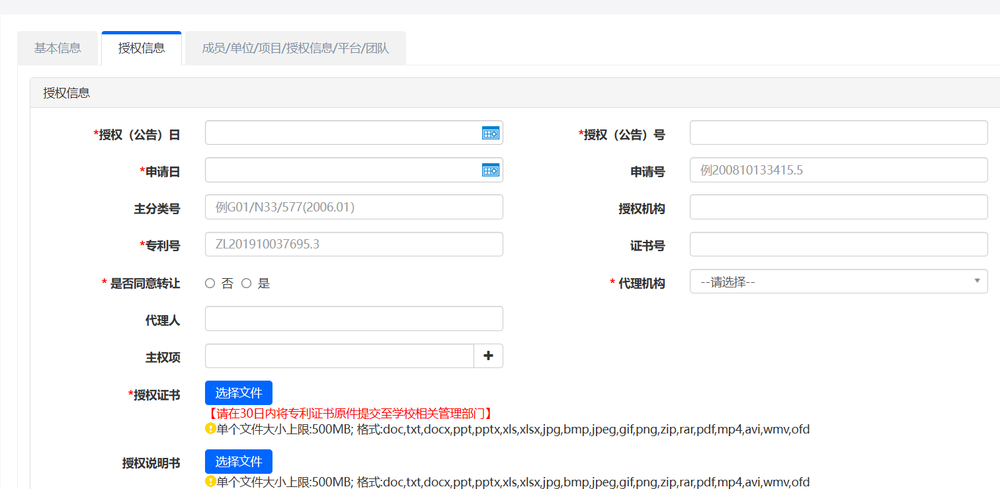 基本信息 授权信息 成员/单位/项目/授权信息/平台/团队
授权信息
*授权（公告）日 *授权（公告）号
*申请日 申请号 例200810133415.5
主分类号 例G01/N33/577(2006.01) 授权机构
*专利号 ZL201910037695.3 证书号
* 是否同意转让 否 是 * 代理机构 --请选择--
代理人
主权项
*授权证书 选择文件
【请在30日内将专利证书原件提交至学校相关管理部门】
单个文件大小上限:500MB; 格式:doc,txt,docx,ppt,pptx,xls,xlsx,jpg,bmp,jpeg,gif,png,zip,rar,pdf,mp4,avi,wmv,ofd
授权说明书 选择文件
单个文件大小上限:500MB; 格式:doc,txt,docx,ppt,pptx,xls,xlsx,jpg,bmp,jpeg,gif,png,zip,rar,pdf,mp4,avi,wmv,ofd